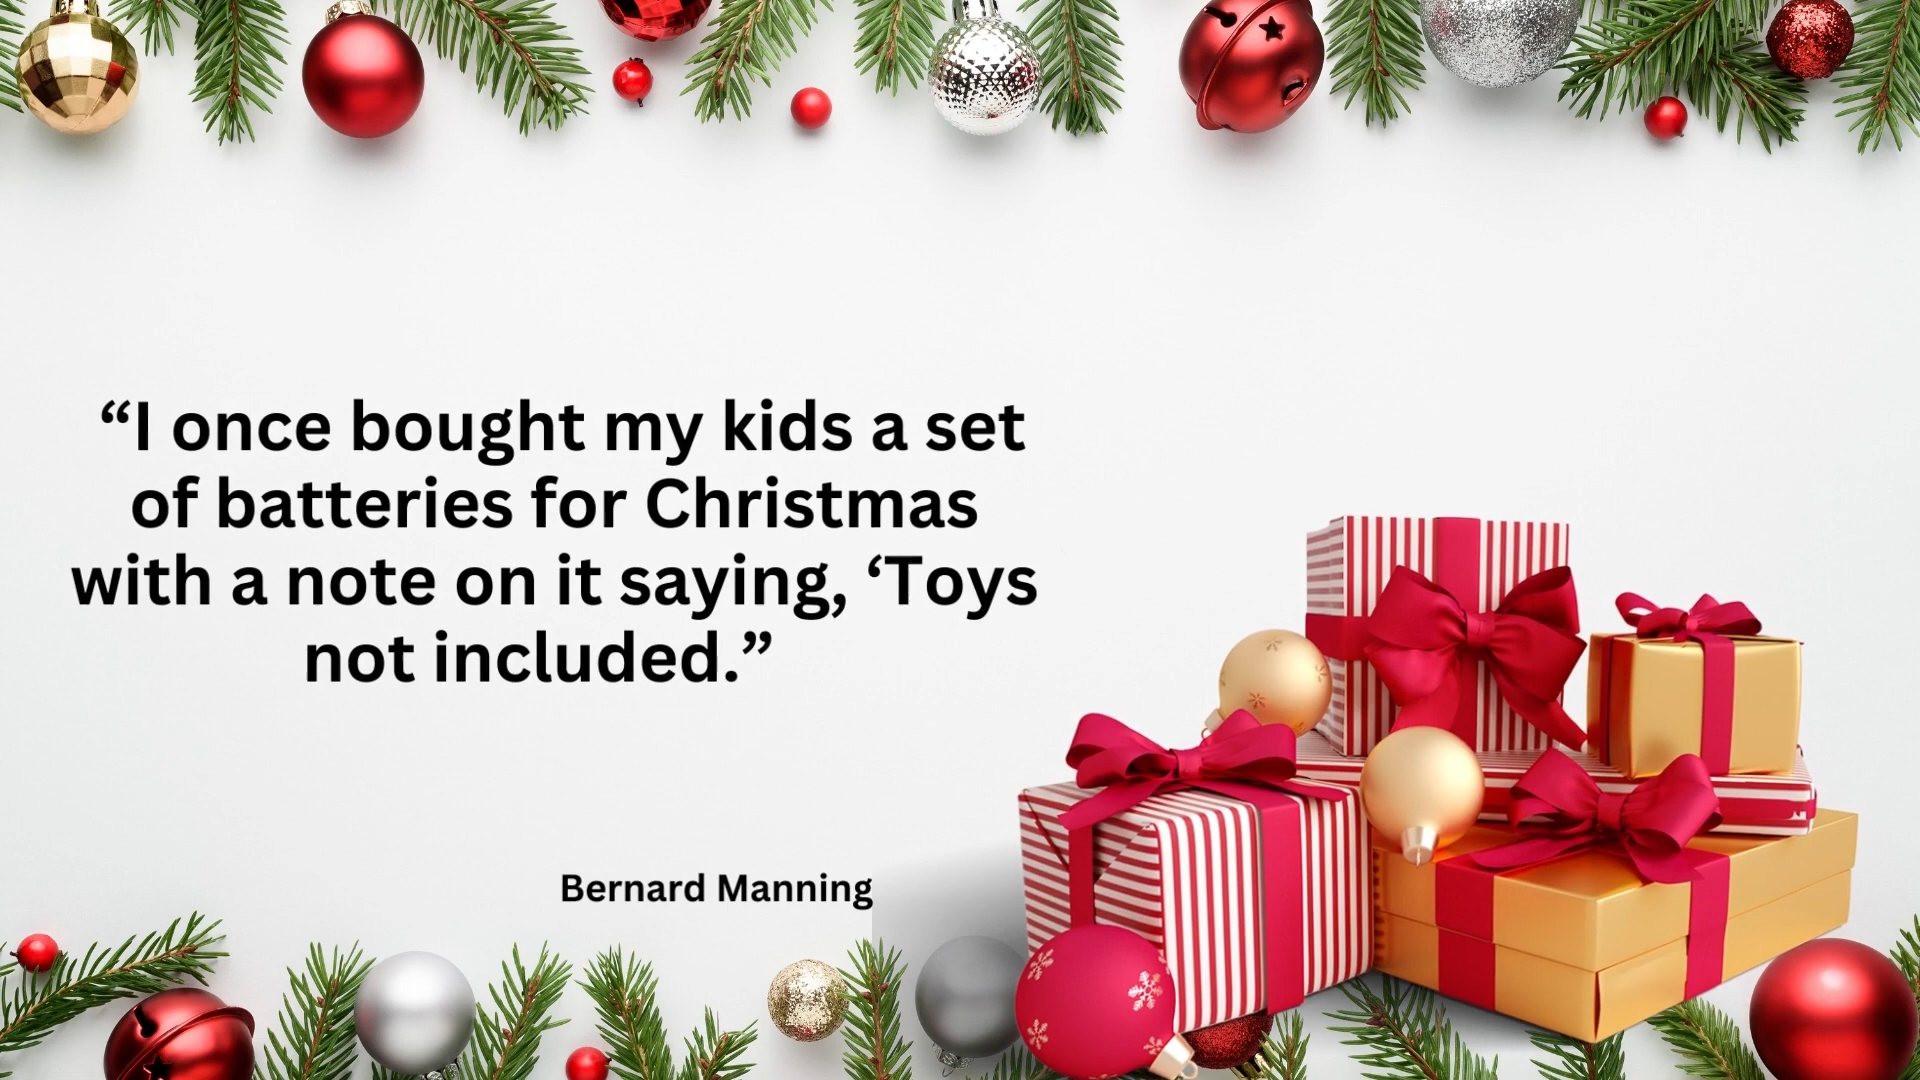 “I once bought my kids a set
of batteries for Christmas
with a note on it saying, ‘Toys
not included.”
Bernard Manning